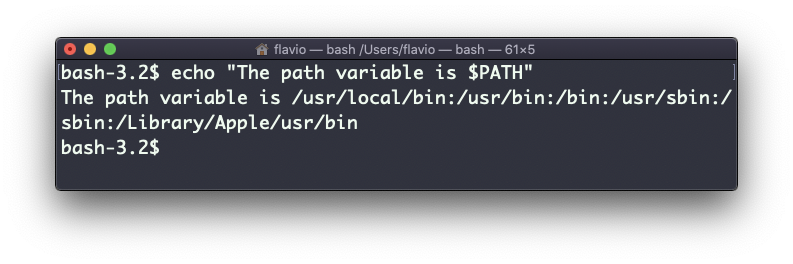 flavio — bash /Users/flavio — bash — 61×5
bash-3.2$ echo "The path variable is $PATH"
The path variable is /usr/local/bin:/usr/bin:/bin:/usr/sbin:/
sbin:/Library/Apple/usr/bin
bash-3.2$